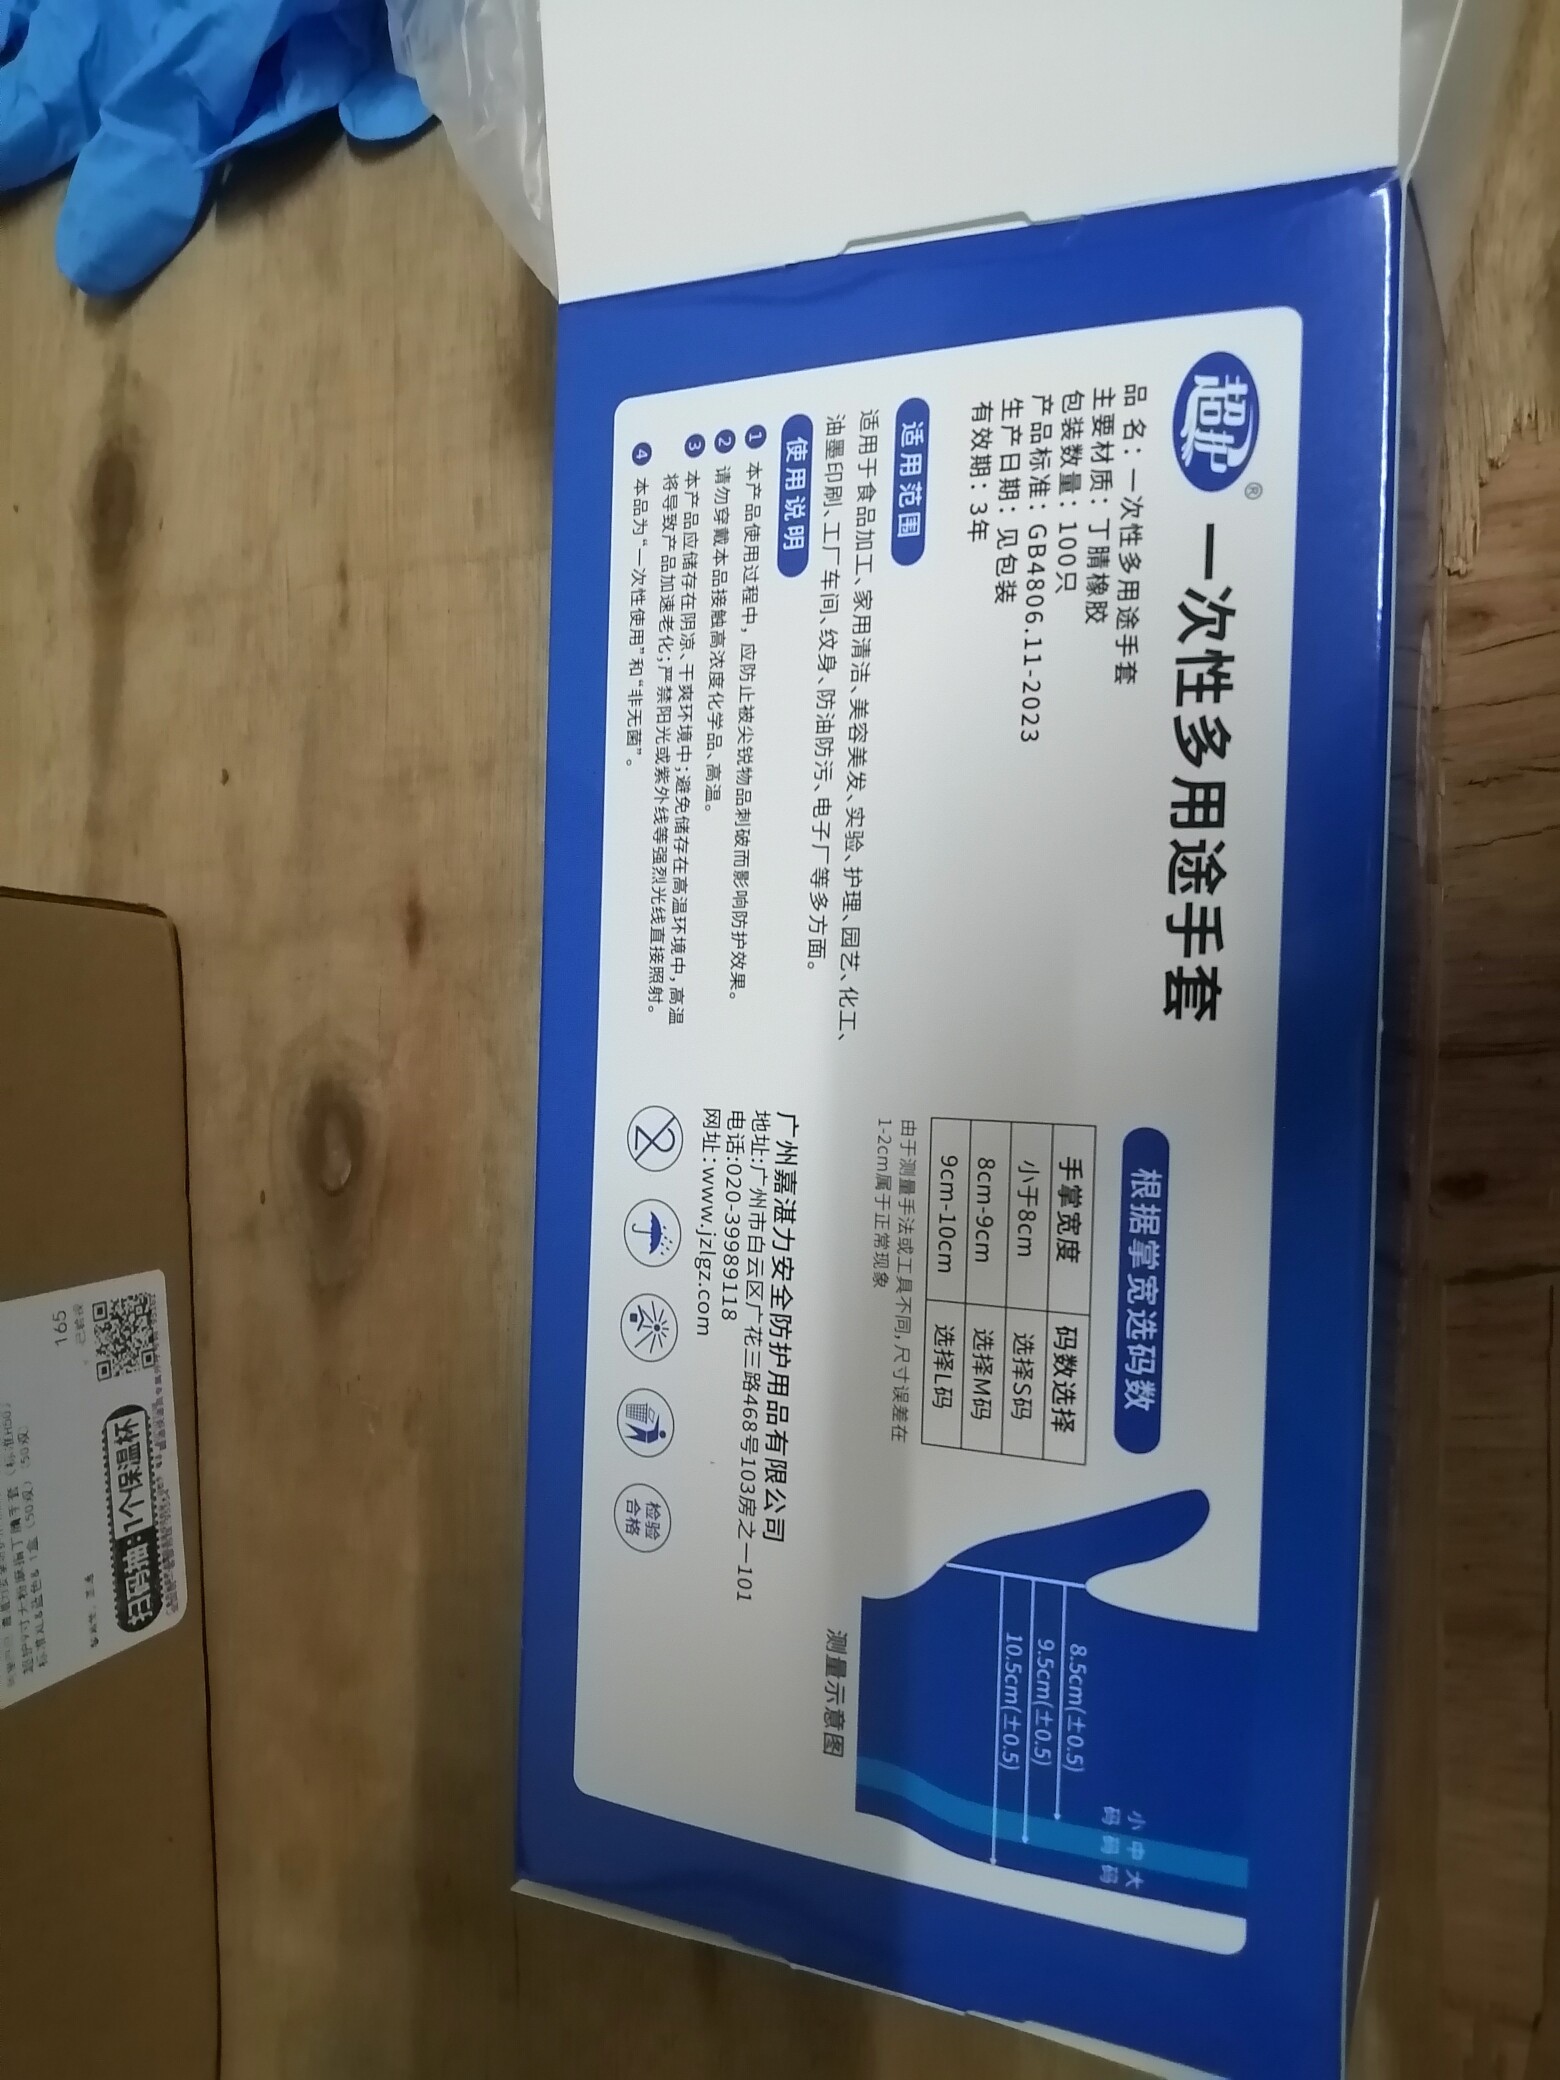 超护®
一次性多用途手套
品 名：一次性多用途手套
主要材质：丁腈橡胶
包装数量：100只
产品标准：GB4806.11-2023
生产日期：见包装
有效期：3年
适用范围
适用于食品加工、家用清洁、美容美发、实验、护理、园艺、化工、
油墨印刷、工厂车间、纹身、防油防污、电子厂等多方面。
使用说明
1 本产品使用过程中，应防止被尖锐物品刺破而影响防护效果。
2 请勿穿戴本品接触高浓度化学品、高温。
3 本产品应储存在阴凉、干爽环境中；避免储存在高温环境中，高温
将导致产品加速老化；严禁阳光或紫外线等强烈光线直接照射。
4 本品为“一次性使用”和“非无菌”。
根据掌宽选码数
手掌宽度 码数选择
小于8cm 选择S码
8cm-9cm 选择M码
9cm-10cm 选择L码
由于测量手法或工具不同，尺寸误差在
1-2cm属于正常现象
广州嘉湛力安全防护用品有限公司
地址：广州市白云区广花三路468号103房之一101
电话：020-39989118
网址：www.jzlgz.com
2
检验
合格
8.5cm(±0.5)
9.5cm(±0.5)
10.5cm(±0.5)
小 中 大
码 码 码
测量示意图
165
扫码抽：1个保温杯